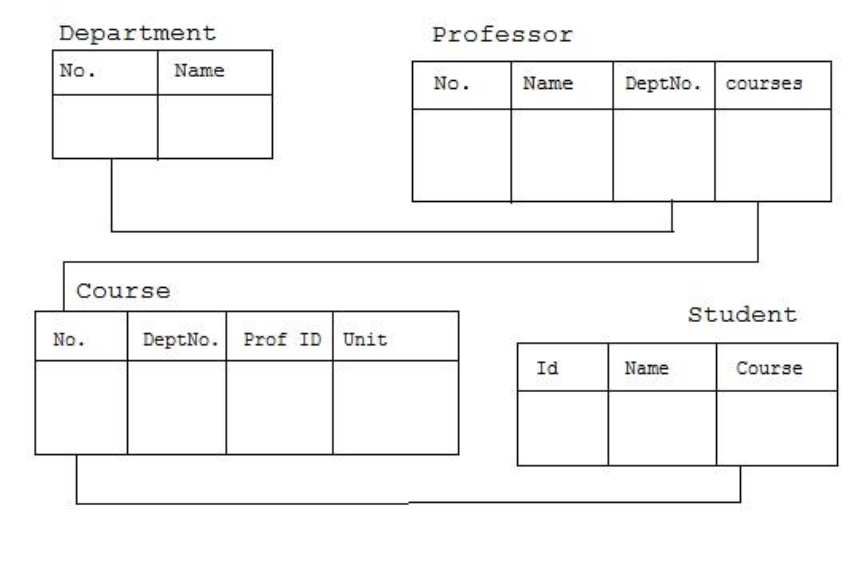 Department
No. Name
Professor
No. Name DeptNo. courses
Course
No. DeptNo. Prof ID Unit
Student
Id Name Course